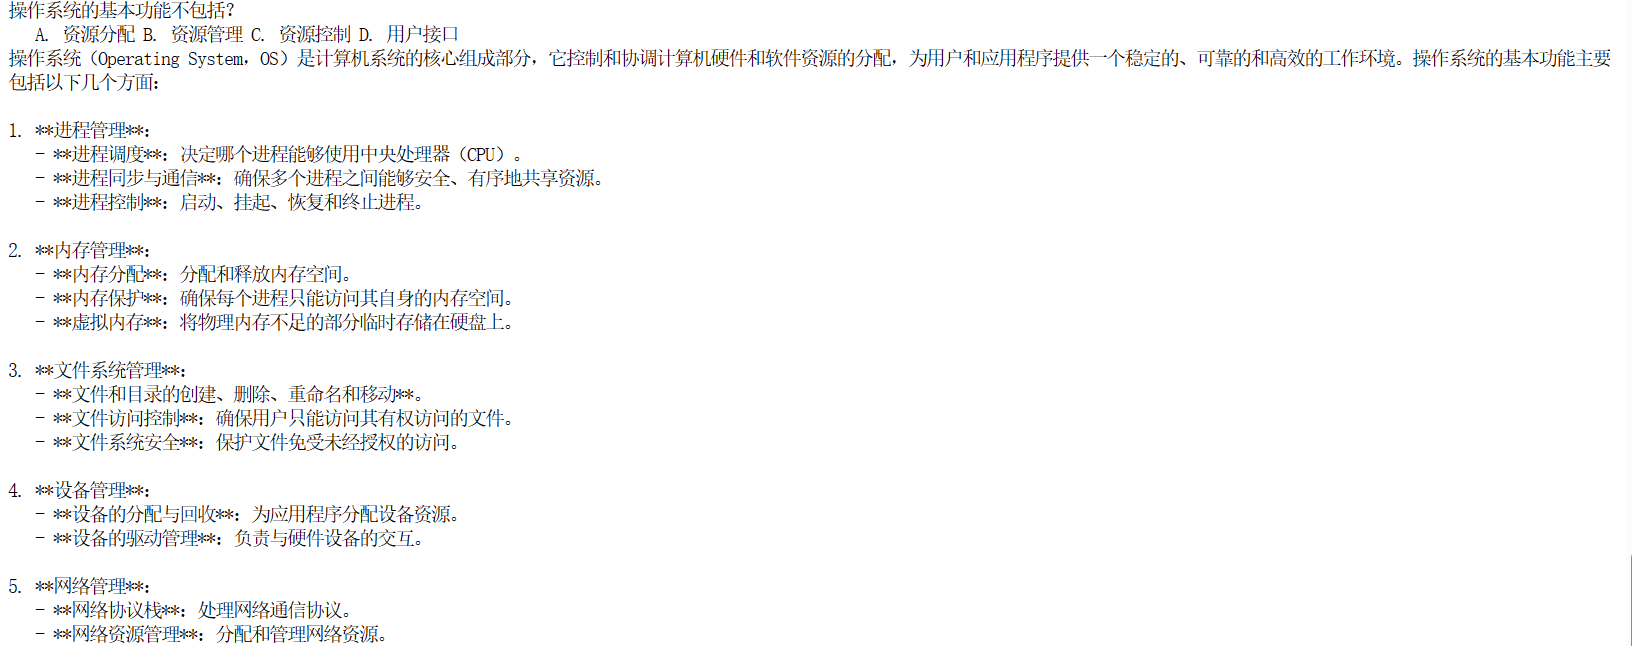 操作系统的基本功能不包括？
A. 资源分配 B. 资源管理 C. 资源控制 D. 用户接口
操作系统（Operating System，OS）是计算机系统的核心组成部分，它控制和协调计算机硬件和软件资源的分配，为用户和应用程序提供一个稳定的、可靠的和高效的工作环境。操作系统的基本功能主要
包括以下几个方面：
1. **进程管理**：
- **进程调度**：决定哪个进程能够使用中央处理器（CPU）。
- **进程同步与通信**：确保多个进程之间能够安全、有序地共享资源。
- **进程控制**：启动、挂起、恢复和终止进程。
2. **内存管理**：
- **内存分配**：分配和释放内存空间。
- **内存保护**：确保每个进程只能访问其自身的内存空间。
- **虚拟内存**：将物理内存不足的部分临时存储在硬盘上。
3. **文件系统管理**：
- **文件和目录的创建、删除、重命名和移动**。
- **文件访问控制**：确保用户只能访问其有权访问的文件。
- **文件系统安全**：保护文件免受未经授权的访问。
4. **设备管理**：
- **设备的分配与回收**：为应用程序分配设备资源。
- **设备的驱动管理**：负责与硬件设备的交互。
5. **网络管理**：
- **网络协议栈**：处理网络通信协议。
- **网络资源管理**：分配和管理网络资源。